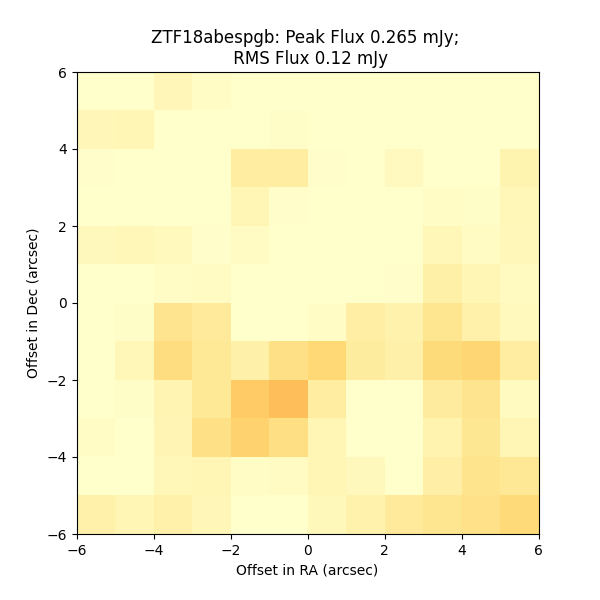 ZTF18abespgb: Peak Flux 0.265 mJy;
RMS Flux 0.12 mJy
6
4
2
0
−2
−4
−6
Offset in Dec (arcsec)
−6 −4 −2 0 2 4 6
Offset in RA (arcsec)